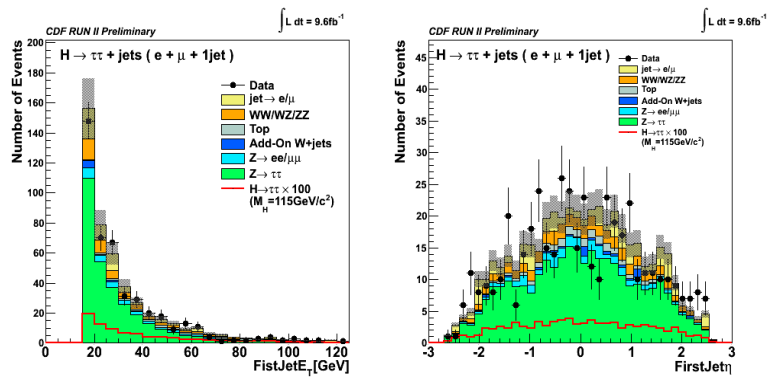 ∫L dt = 9.6fb⁻¹
CDF RUN II Preliminary
H → ττ + jets ( e + μ + 1jet )
Number of Events
200
180
160
140
120
100
80
60
40
20
0
Data
jet→ e/μ
WW/WZ/ZZ
Top
Add-On W+jets
Z→ ee/μμ
Z→ ττ
H→ττ × 100
(M_H=115GeV/c²)
0 20 40 60 80 100 120
FistJetE_T[GeV]
∫L dt = 9.6fb⁻¹
CDF RUN II Preliminary
H → ττ + jets ( e + μ + 1jet )
Number of Events
45
40
35
30
25
20
15
10
5
0
Data
jet→ e/μ
WW/WZ/ZZ
Top
Add-On W+jets
Z→ ee/μμ
Z→ ττ
H→ττ × 100
(M_H=115GeV/c²)
-3 -2 -1 0 1 2 3
FirstJetη